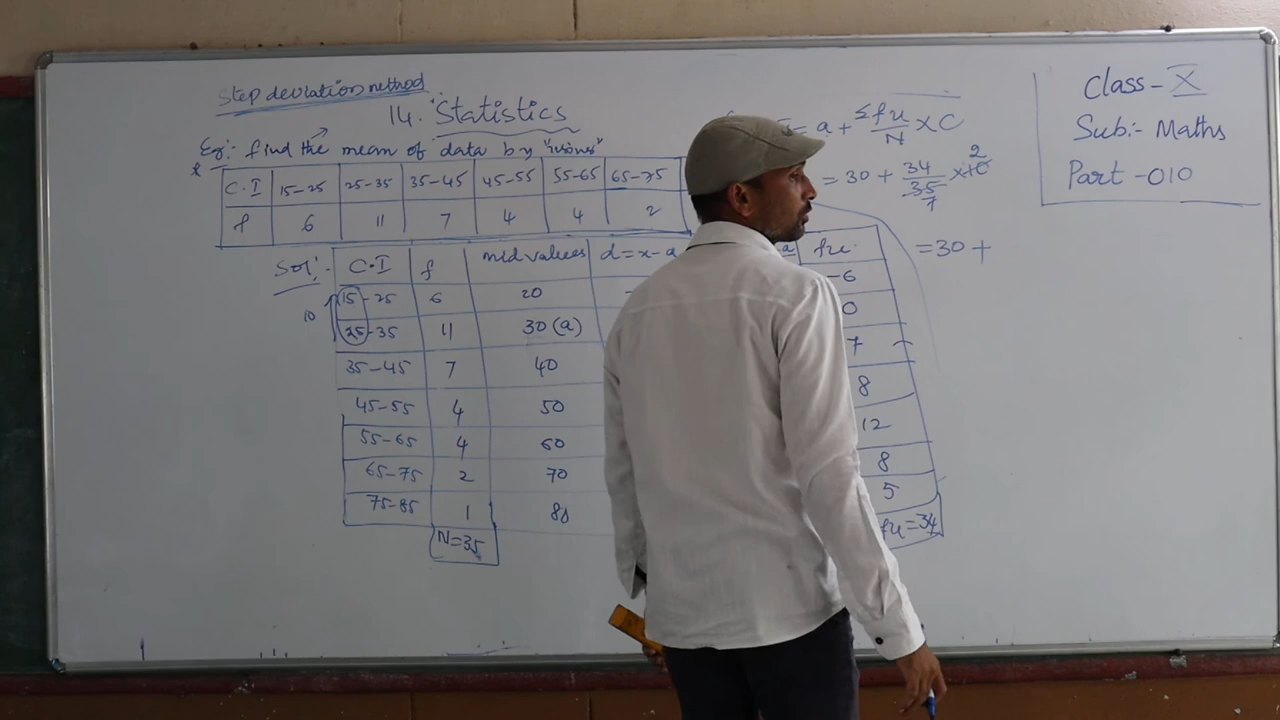 Step deviation method
14. Statistics
Eg:- find the mean of data by
C.I 15-25 25-35 35-45 45-55 55-65 65-75
f 6 11 7 4 4 2
Sol:- C.I f mid values d=x-a fu
15-25 6 20 -6
25-35 11 30(a) 0
35-45 7 40 7
45-55 4 50 8
55-65 4 60 12
65-75 2 70 8
75-85 1 80 5
N=35 fu=34
10
= a + Σfu/N × C
= 30 + 34/35 × 10
7 2
= 30 +
Class - X
Sub:- Maths
Part - 010